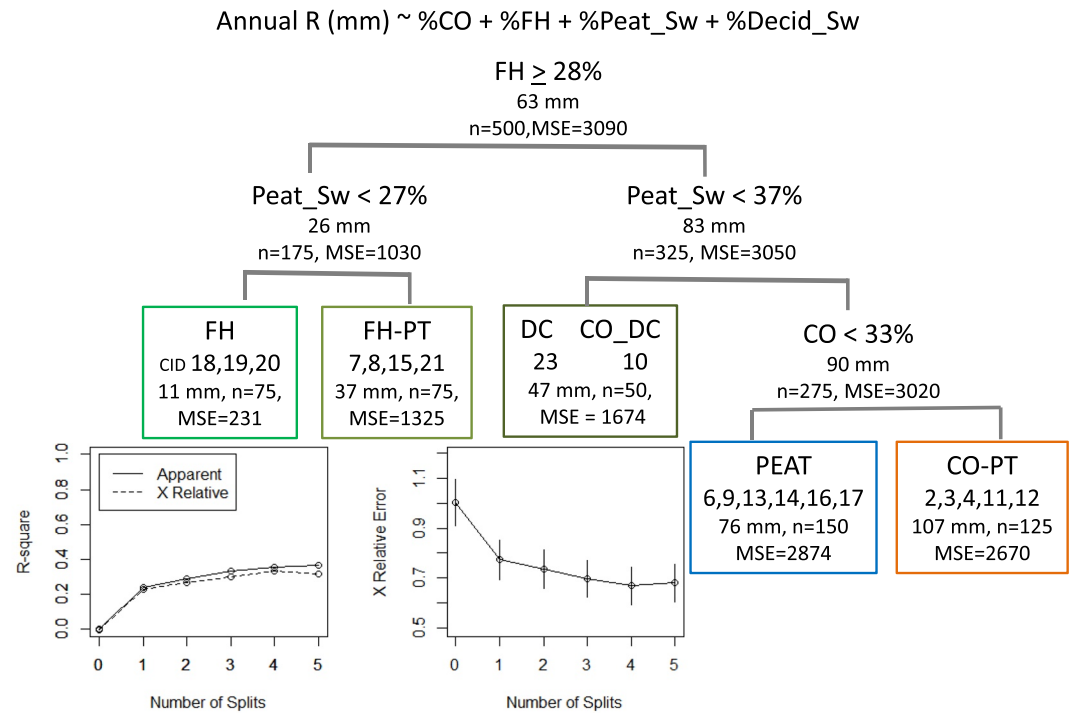 Annual R (mm) ~ %CO + %FH + %Peat_Sw + %Decid_Sw
FH ≥ 28%
63 mm
n=500,MSE=3090
Peat_Sw < 27%
26 mm
n=175, MSE=1030
Peat_Sw < 37%
83 mm
n=325, MSE=3050
FH
CID 18,19,20
11 mm, n=75,
MSE=231
FH-PT
7,8,15,21
37 mm, n=75,
MSE=1325
DC CO_DC
23 10
47 mm, n=50,
MSE = 1674
CO < 33%
90 mm
n=275, MSE=3020
PEAT
6,9,13,14,16,17
76 mm, n=150
MSE=2874
CO-PT
2,3,4,11,12
107 mm, n=125
MSE=2670
R-square
1.0
0.8
0.6
0.4
0.2
0.0
Apparent
X Relative
0 1 2 3 4 5
Number of Splits
X Relative Error
1.1
0.9
0.7
0.5
0 1 2 3 4 5
Number of Splits